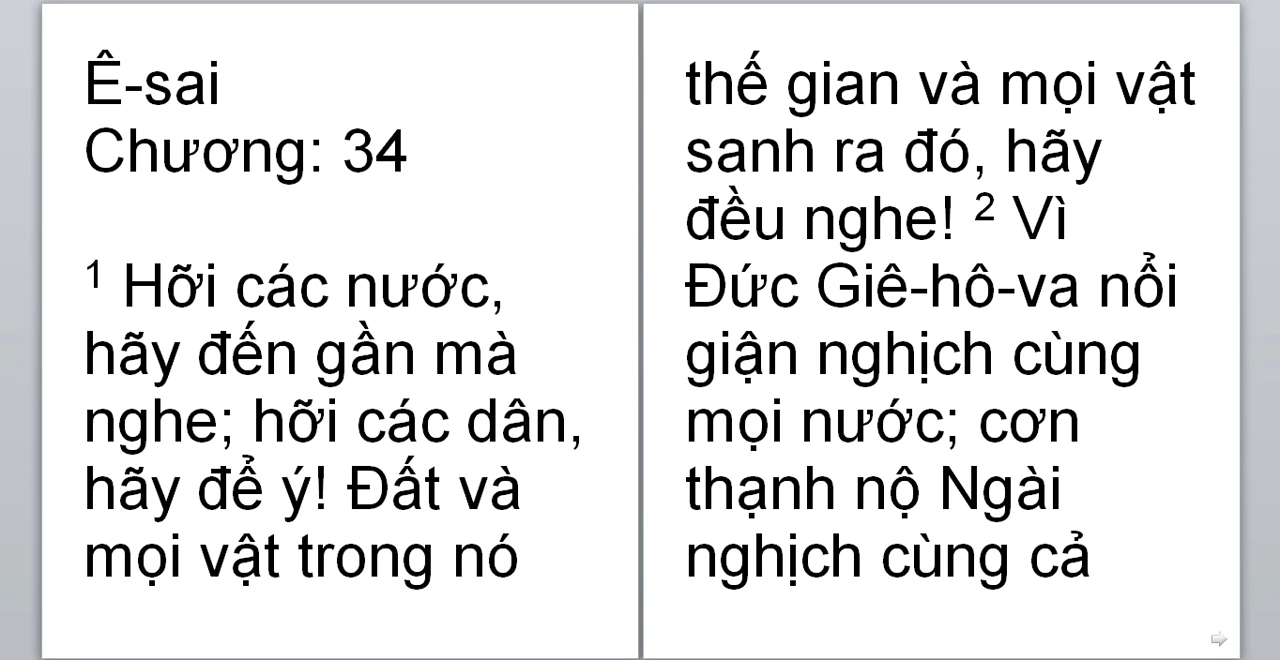 Ê-sai
Chương: 34
1 Hỡi các nước,
hãy đến gần mà
nghe; hỡi các dân,
hãy để ý! Đất và
mọi vật trong nó
thế gian và mọi vật
sanh ra đó, hãy
đều nghe! 2 Vì
Đức Giê-hô-va nổi
giận nghịch cùng
mọi nước; cơn
thạnh nộ Ngài
nghịch cùng cả